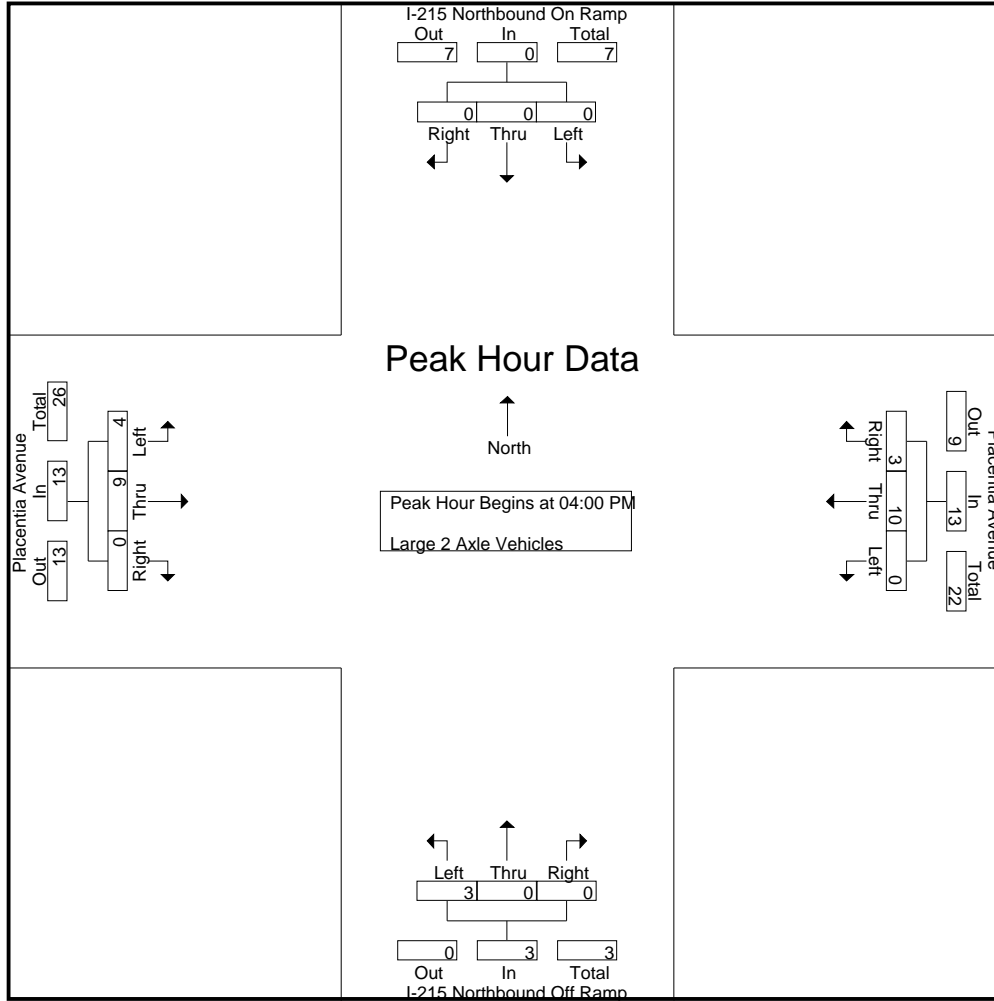 I-215 Northbound On Ramp
Out In Total
7 0 7
0 0 0
Right Thru Left
Peak Hour Data
North
Peak Hour Begins at 04:00 PM
Large 2 Axle Vehicles
Placentia Avenue
Out In Total
13 13 26
Right Thru Left
0 9 4
Placentia Avenue
Out In Total
9 13 22
Right Thru Left
3 10 0
Left Thru Right
3 0 0
0 3 3
Out In Total
I-215 Northbound Off Ramp